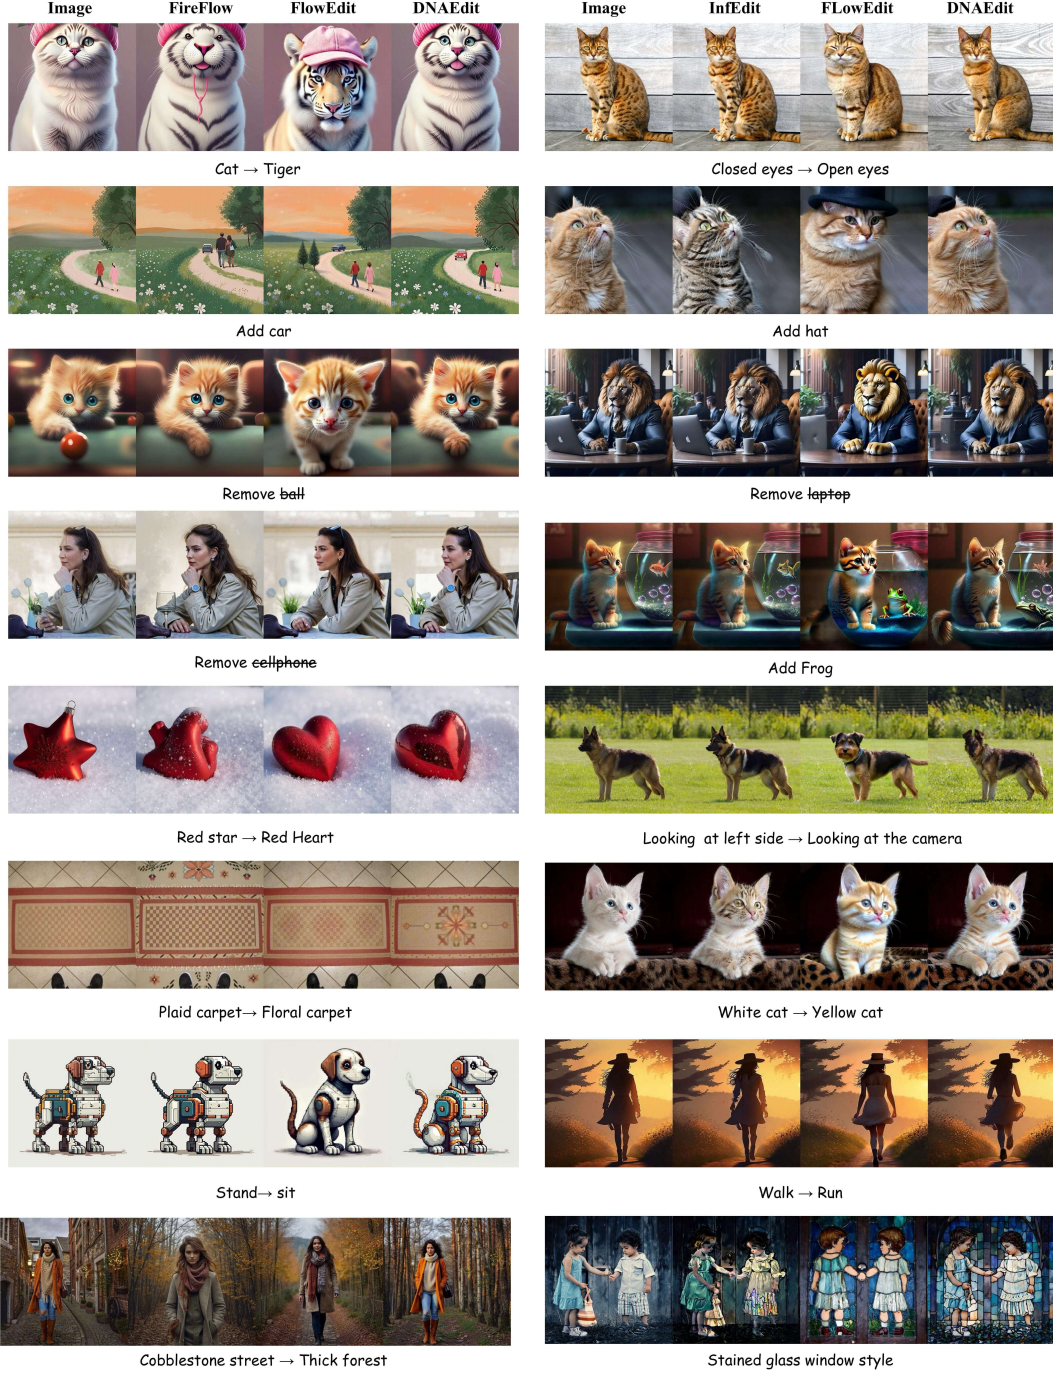 Image FireFlow FlowEdit DNAEdit
Cat → Tiger
Add car
Remove ball
Remove cellphone
Red star → Red Heart
Plaid carpet→ Floral carpet
Stand→ sit
Cobblestone street → Thick forest
Image InfEdit FLowEdit DNAEdit
Closed eyes → Open eyes
Add hat
Remove laptop
Add Frog
Looking at left side → Looking at the camera
White cat → Yellow cat
Walk → Run
Stained glass window style